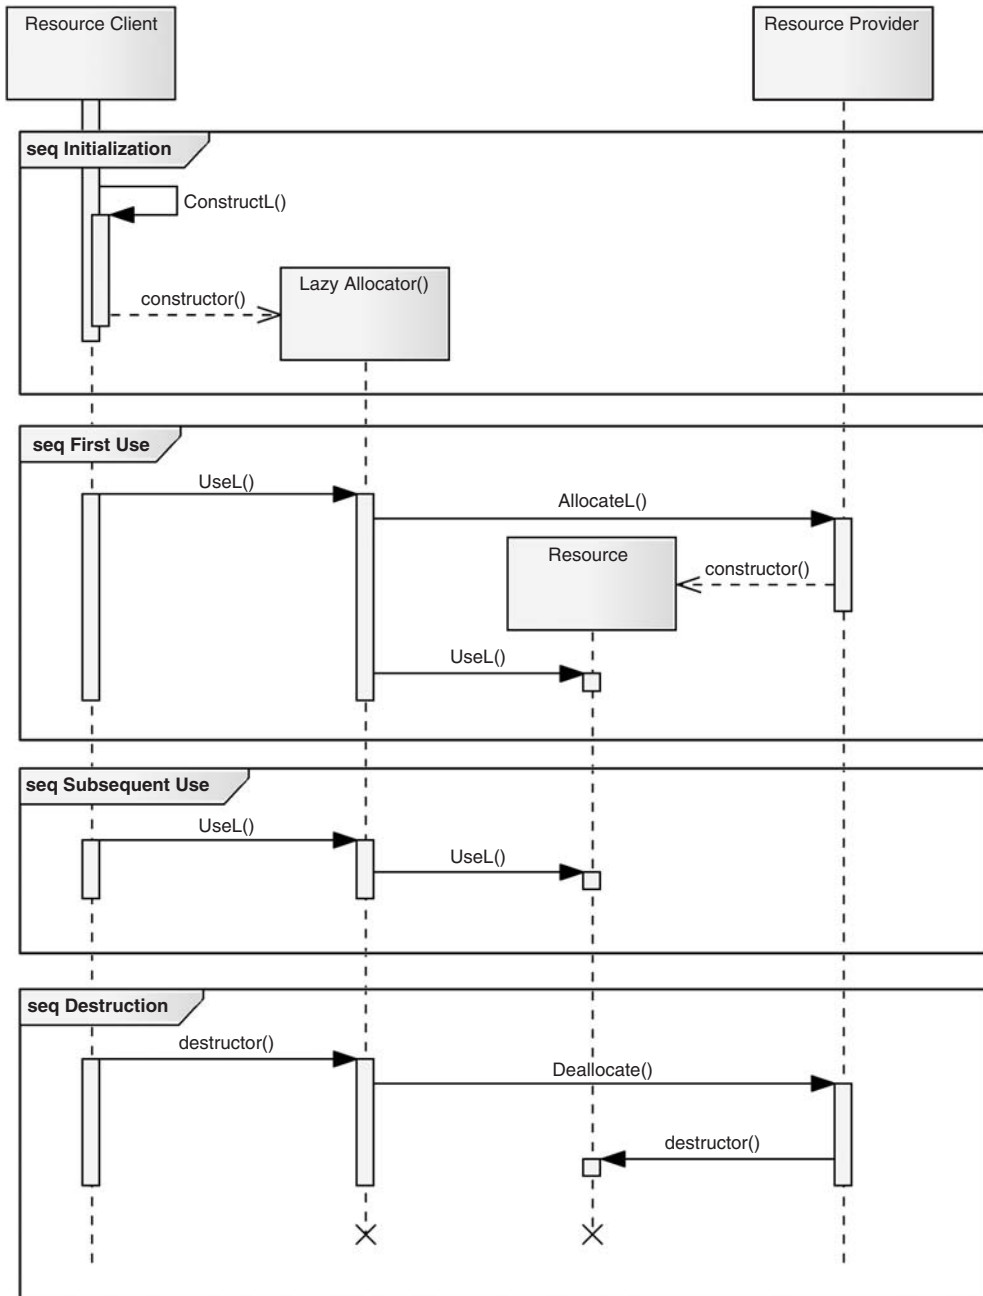 Resource Client
Resource Provider
seq Initialization
ConstructL()
Lazy Allocator()
constructor()
seq First Use
UseL()
AllocateL()
Resource
constructor()
UseL()
seq Subsequent Use
UseL()
UseL()
seq Destruction
destructor()
Deallocate()
destructor()